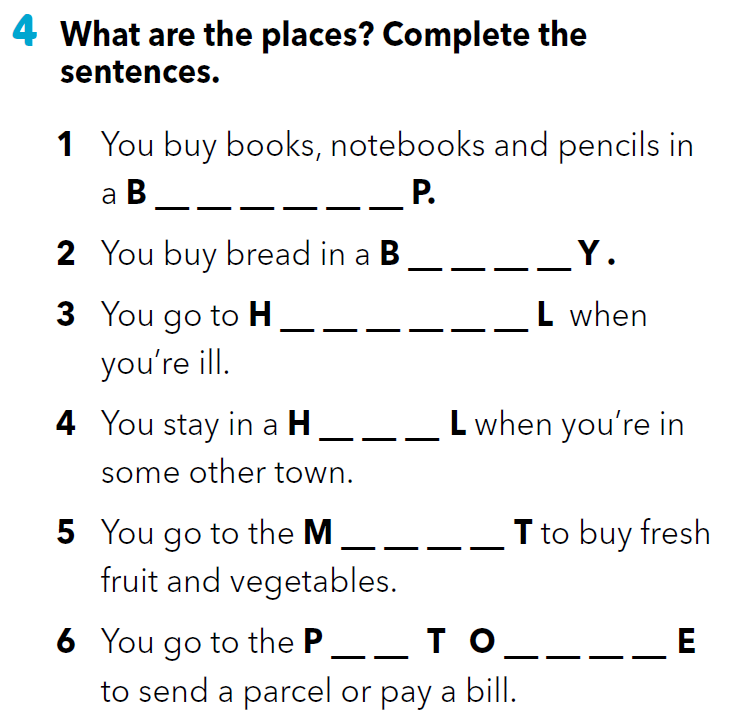 4 What are the places? Complete the
sentences.
1 You buy books, notebooks and pencils in
a B _ _ _ _ _ _ P.
2 You buy bread in a B _ _ _ _ Y .
3 You go to H _ _ _ _ _ _ L when
you're ill.
4 You stay in a H _ _ _ L when you're in
some other town.
5 You go to the M _ _ _ _ T to buy fresh
fruit and vegetables.
6 You go to the P _ _ T O _ _ _ _ E
to send a parcel or pay a bill.